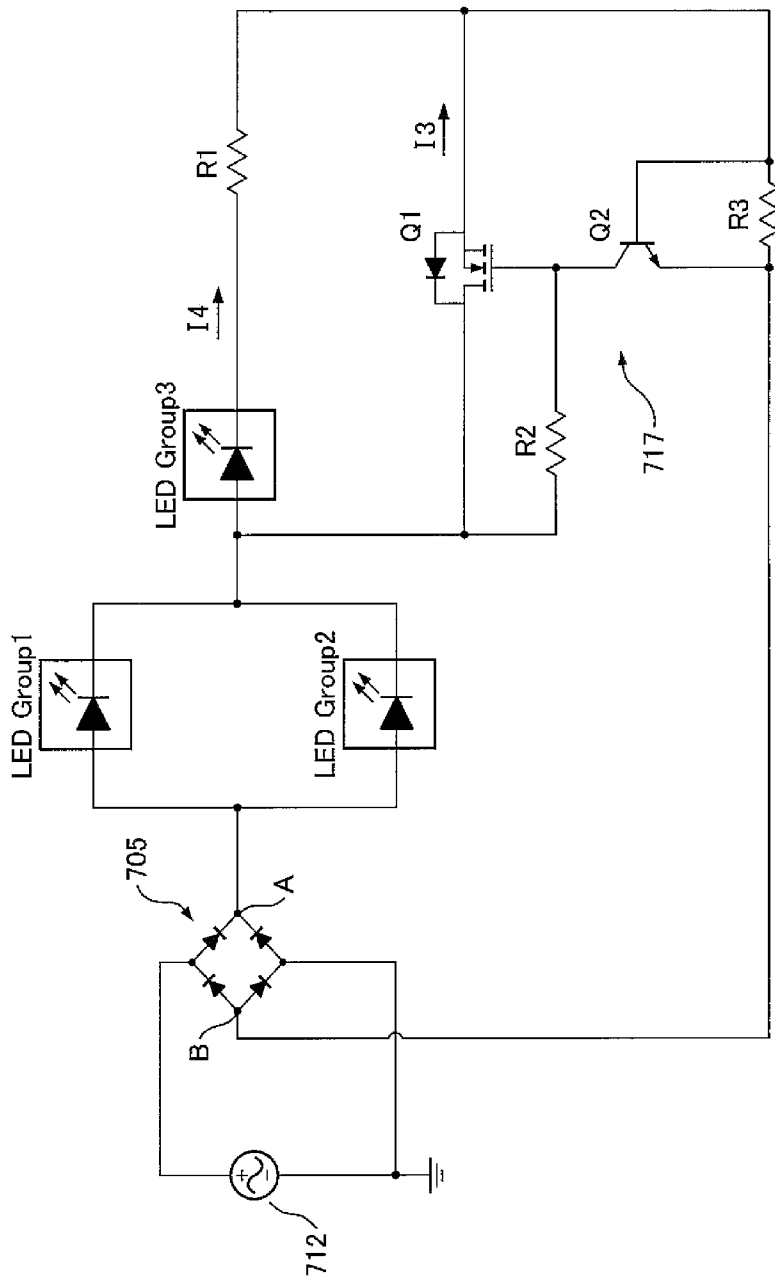 712
705
B
A
LED Group1
LED Group2
LED Group3
I4
R1
Q1
I3
R2
717
Q2
R3
+
-